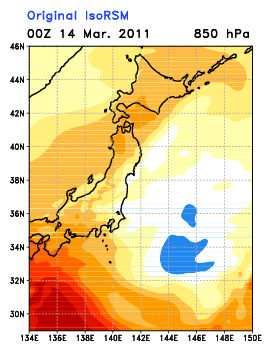 Original IsoRSM
00Z 14 Mar. 2011 850 hPa
46N
44N
42N
40N
38N
36N
34N
32N
30N
134E 136E 138E 140E 142E 144E 146E 148E 150E